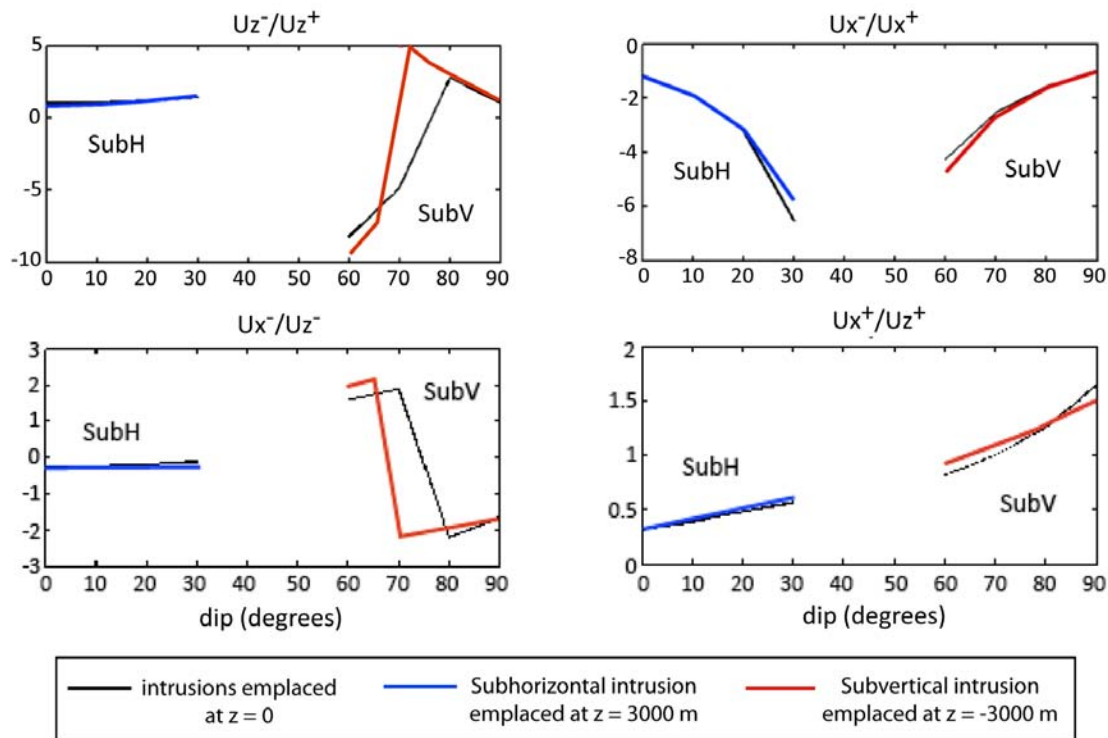 Uz⁻/Uz⁺
5
0
-5
-10
SubH
SubV
0 10 20 30 40 50 60 70 80 90
Ux⁻/Ux⁺
0
-2
-4
-6
-8
SubH
SubV
0 10 20 30 40 50 60 70 80 90
Ux⁻/Uz⁻
3
2
1
0
-1
-2
-3
SubH
SubV
0 10 20 30 40 50 60 70 80 90
dip (degrees)
Ux⁺/Uz⁺
2
1.5
1
0.5
0
SubH
SubV
0 10 20 30 40 50 60 70 80 90
dip (degrees)
intrusions emplaced
at z = 0
Subhorizontal intrusion
emplaced at z = 3000 m
Subvertical intrusion
emplaced at z = -3000 m